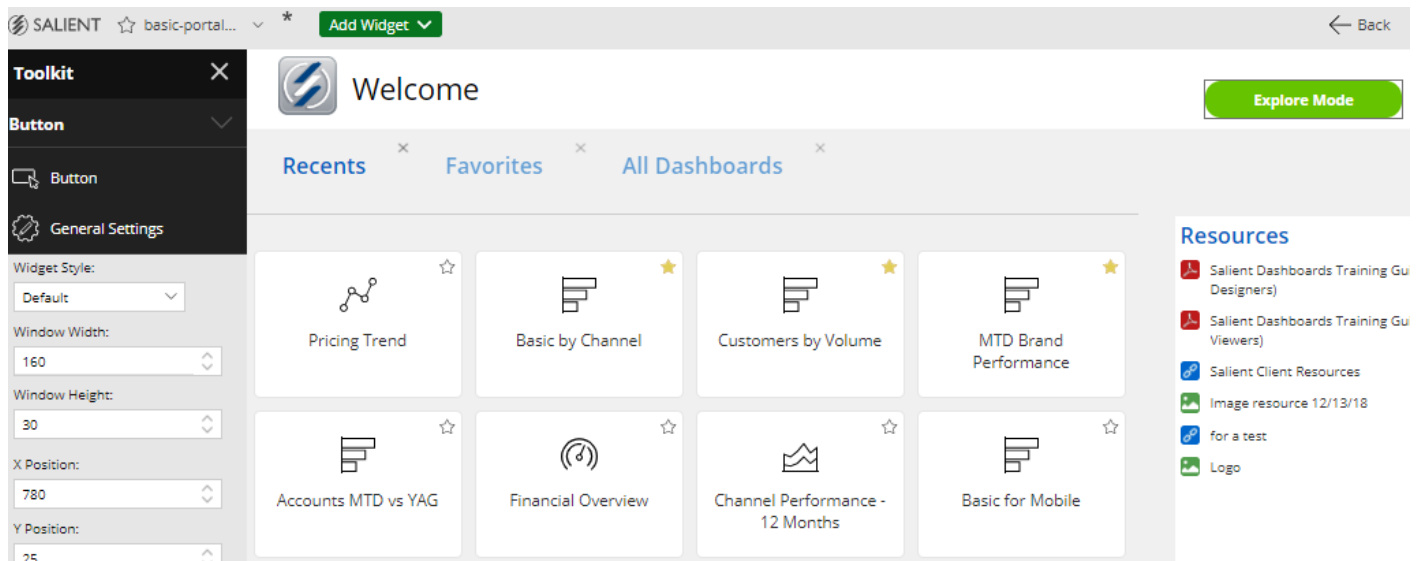 SALIENT basic-portal... * Add Widget Back
Toolkit
Button
Button
General Settings
Widget Style:
Default
Window Width:
160
Window Height:
30
X Position:
780
Y Position:
25
Welcome
Explore Mode
Recents Favorites All Dashboards
Pricing Trend
Basic by Channel
Customers by Volume
MTD Brand
Performance
Accounts MTD vs YAG
Financial Overview
Channel Performance -
12 Months
Basic for Mobile
Resources
Salient Dashboards Training Gu
Designers)
Salient Dashboards Training Gu
Viewers)
Salient Client Resources
Image resource 12/13/18
for a test
Logo